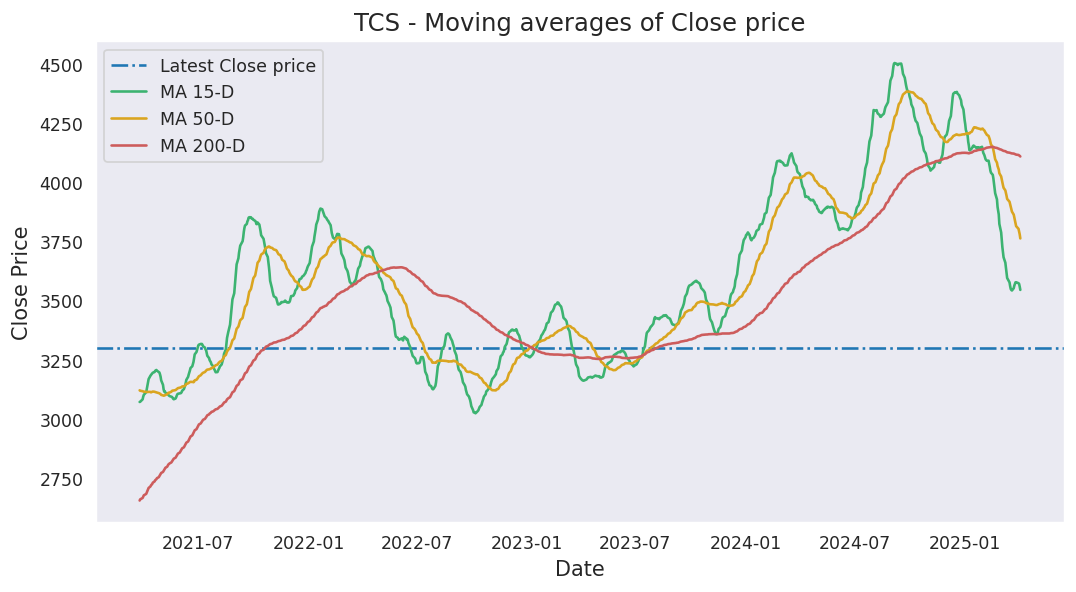 TCS - Moving averages of Close price
Latest Close price
MA 15-D
MA 50-D
MA 200-D
4500
4250
4000
3750
3500
3250
3000
2750
Close Price
2021-07
2022-01
2022-07
2023-01
2023-07
2024-01
2024-07
2025-01
Date